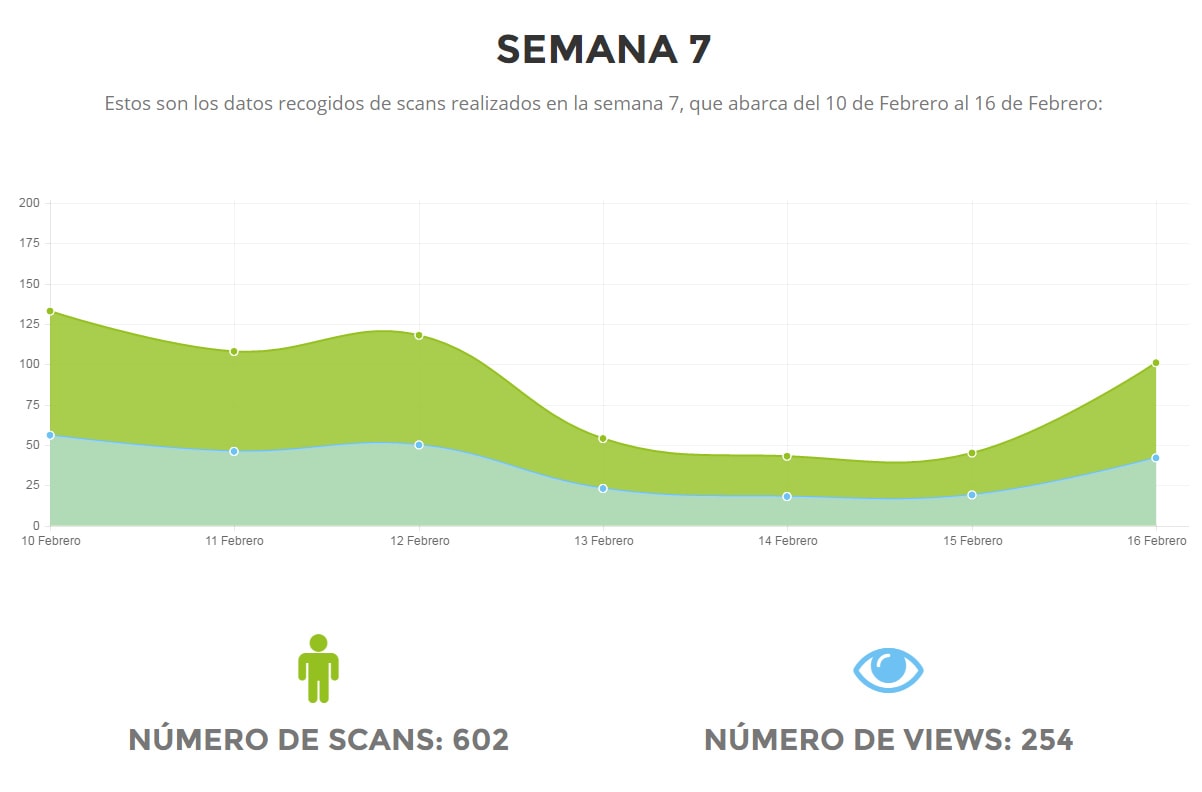 SEMANA 7
Estos son los datos recogidos de scans realizados en la semana 7, que abarca del 10 de Febrero al 16 de Febrero:
200
175
150
125
100
75
50
25
0
10 Febrero 11 Febrero 12 Febrero 13 Febrero 14 Febrero 15 Febrero 16 Febrero
NÚMERO DE SCANS: 602 NÚMERO DE VIEWS: 254